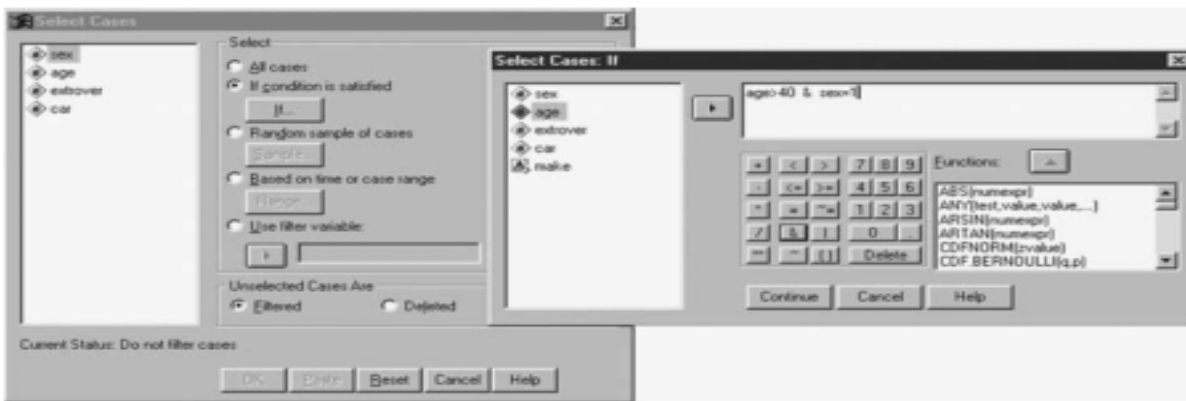 Select Cases
sex
age
extrover
car
Select
All cases
If condition is satisfied
If...
Random sample of cases
Sample...
Based on time or case range
Range...
Use filter variable:
Unselected Cases Are
Filtered
Deleted
Current Status: Do not filter cases
OK
Paste
Reset
Cancel
Help
Select Cases: If
sex
age
extrover
car
make
age>40 & sex=1
+ < > 7 8 9
- <= >= 4 5 6
* = ~= 1 2 3
/ & | 0 .
** ~ () Delete
Functions:
ABS(numexpr)
ANY(test,value,value,...)
ARSIN(numexpr)
ARTAN(numexpr)
CDFNORM(zvalue)
CDF.BERNOULLI(q,p)
Continue
Cancel
Help